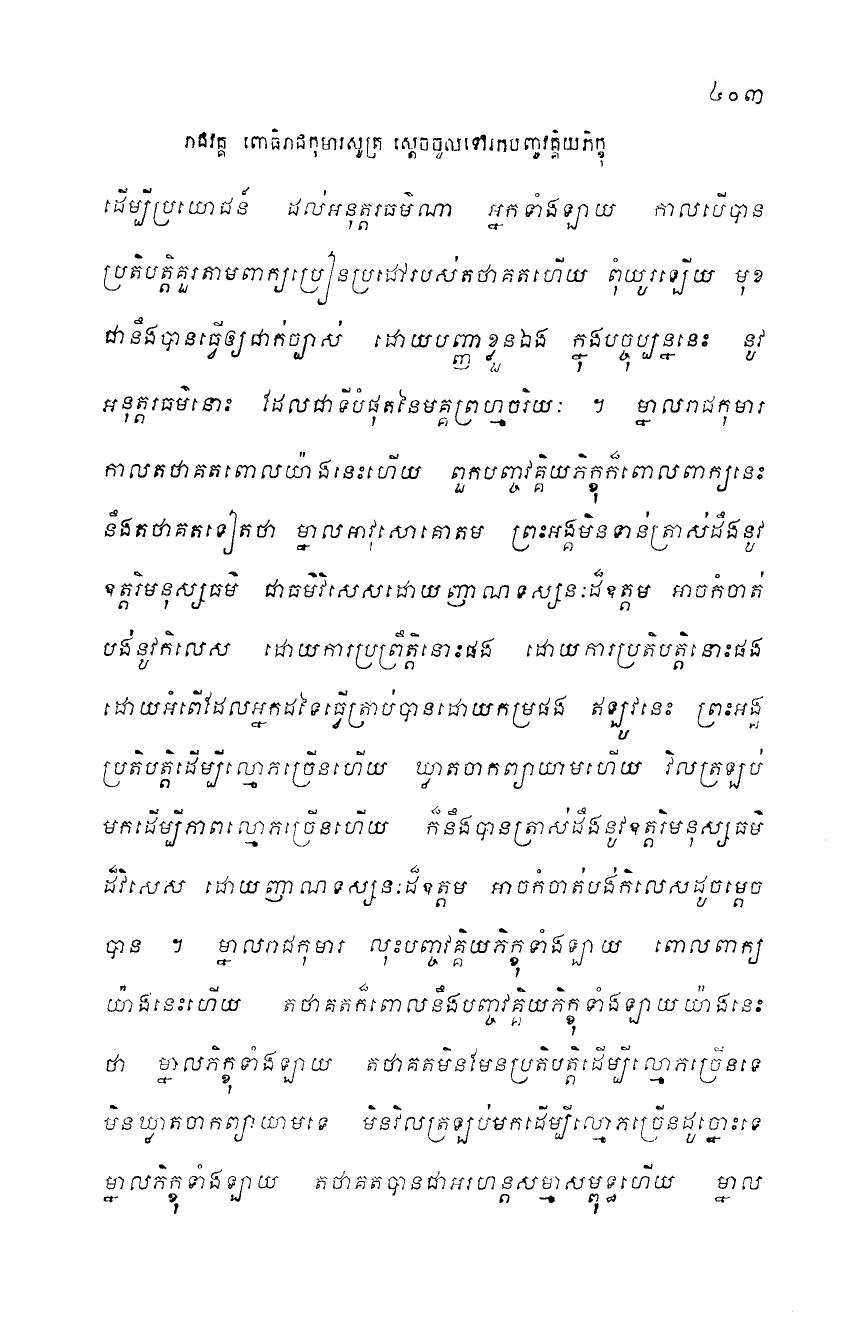 ៤០៣
រាជវគ្គ ពោធិរាជកុមារសូត្រ ស្តេចចូលទៅរកបញ្ចវគ្គិយភិក្ខុ
ដើម្បីប្រយោជន៍ ដល់អនុត្តរធម៌ណា អ្នកទាំងឡាយ កាលបើបាន
ប្រតិបត្តិគួរតាមពាក្យប្រៀនប្រដៅរបស់តថាគតហើយ ពុំយូរឡើយ មុខ
ជានឹងបានធ្វើឲ្យជាក់ច្បាស់ ដោយបញ្ញាខ្លួនឯង ក្នុងបច្ចុប្បន្ននេះ នូវ
អនុត្តរធម៌នោះ ដែលជាទីបំផុតនៃមគ្គព្រហ្មចរិយៈ ។ ម្នាលរាជកុមារ
កាលតថាគតពោលយ៉ាងនេះហើយ ពួកបញ្ចវគ្គិយភិក្ខុក៏ពោលពាក្យនេះ
នឹងតថាគតទៀតថា ម្នាលអាវុសោគោតម ព្រះអង្គមិនទាន់ត្រាស់ដឹងនូវ
ឧត្តរិមនុស្សធម៌ ជាធម៌វិសេសដោយញាណទស្សនៈដ៏ឧត្តម អាចកំចាត់
បង់នូវកិលេស ដោយការប្រព្រឹត្តិនោះផង ដោយការប្រតិបត្តិនោះផង
ដោយអំពើដែលអ្នកដទៃធ្វើត្រាប់បានដោយកម្រផង ឥឡូវនេះ ព្រះអង្គ
ប្រតិបត្តិដើម្បីល្មោភច្រើនហើយ ឃ្លាតចាកព្យាយាមហើយ វិលត្រឡប់
មកដើម្បីភាពល្មោភច្រើនហើយ ក៏នឹងបានត្រាស់ដឹងនូវឧត្តរិមនុស្សធម៌
ដ៏វិសេស ដោយញាណទស្សនៈដ៏ឧត្តម អាចកំចាត់បង់កិលេសដូចម្តេច
បាន ។ ម្នាលរាជកុមារ លុះបញ្ចវគ្គិយភិក្ខុទាំងឡាយ ពោលពាក្យ
យ៉ាងនេះហើយ តថាគតក៏ពោលនឹងបញ្ចវគ្គិយភិក្ខុទាំងឡាយយ៉ាងនេះ
ថា ម្នាលភិក្ខុទាំងឡាយ តថាគតមិនមែនប្រតិបត្តិដើម្បីល្មោភច្រើនទេ
មិនឃ្លាតចាកព្យាយាមទេ មិនវិលត្រឡប់មកដើម្បីល្មោភច្រើនដូច្នោះទេ
ម្នាលភិក្ខុទាំងឡាយ តថាគតបានជាអរហន្តសម្មាសម្ពុទ្ធហើយ ម្នាល